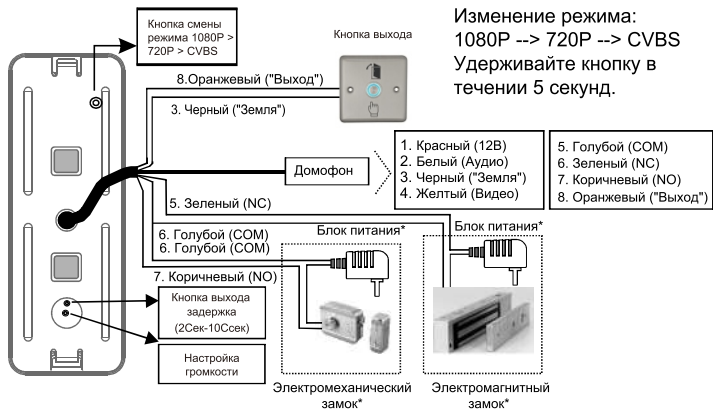 Кнопка смены
режима 1080P >
720P > CVBS
Кнопка выхода
Изменение режима:
1080P --> 720P --> CVBS
Удерживайте кнопку в
течении 5 секунд.
8.Оранжевый ("Выход")
3. Черный ("Земля")
Домофон
1. Красный (12В)
2. Белый (Аудио)
3. Черный ("Земля")
4. Желтый (Видео)
5. Голубой (COM)
6. Зеленый (NC)
7. Коричневый (NO)
8. Оранжевый ("Выход")
5. Зеленый (NC)
6. Голубой (COM)
6. Голубой (COM)
7. Коричневый (NO)
Блок питания*
Блок питания*
Кнопка выхода
задержка
(2Сек-10Ссек)
Настройка
громкости
Электромеханический
замок*
Электромагнитный
замок*